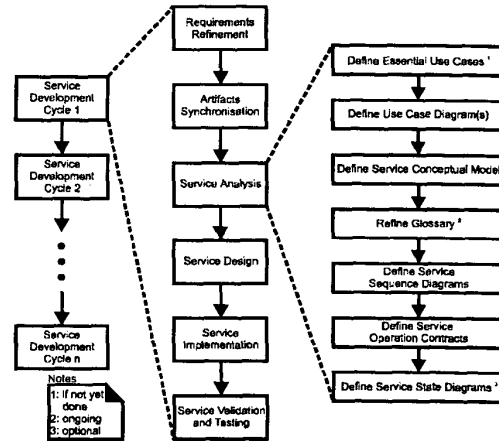 Service
Development
Cycle 1
Service
Development
Cycle 2
Service
Development
Cycle n
Notes
1: If not yet
done
2: ongoing
3: optional
Requirements
Refinement
Artifacts
Synchronisation
Service Analysis
Service Design
Service
Implementation
Service Validation
and Testing
Define Essential Use Cases ¹
Define Use Case Diagram(s)
Define Service Conceptual Model
Refine Glossary ²
Define Service
Sequence Diagrams
Define Service
Operation Contracts
Define Service State Diagrams ³